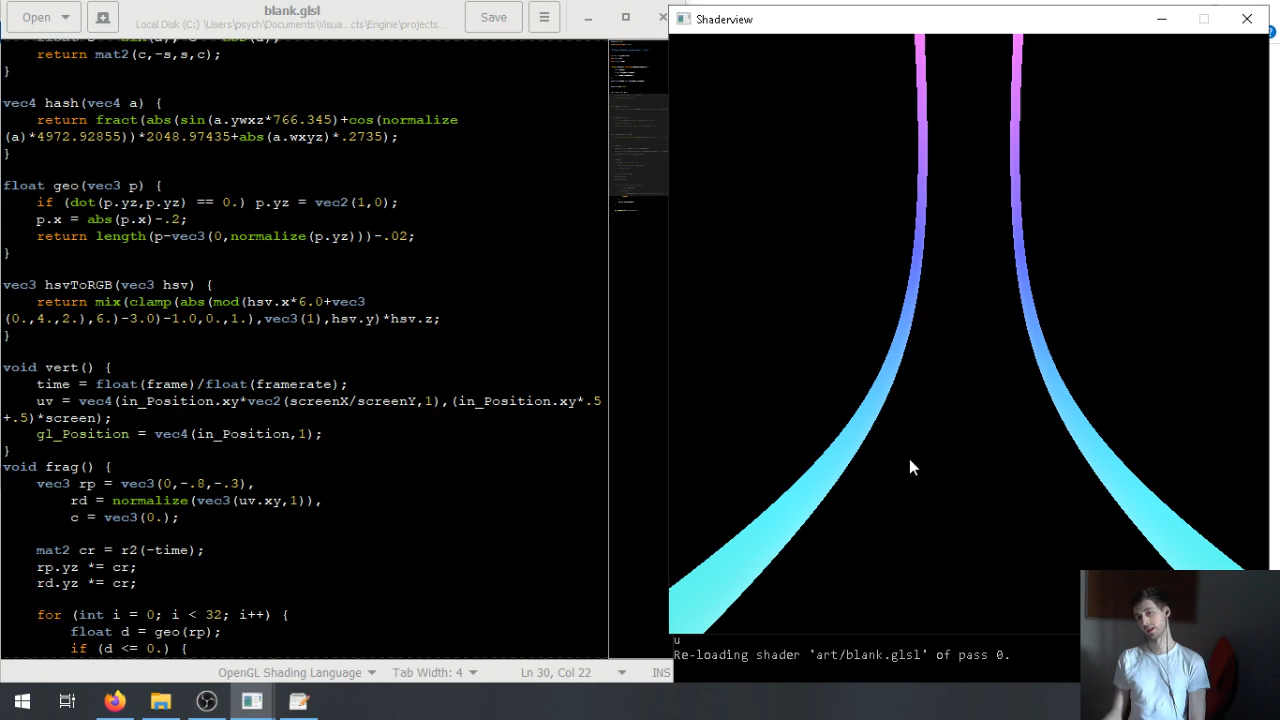 Open
blank.glsl
Local Disk (C:) \Users\psych\Documents\Visua...cts\Engine\projects...
Save
Shaderview
return mat2(c,-s,s,c);
}
vec4 hash(vec4 a) {
return fract(abs(sin(a.ywxz*766.345)+cos(normalize
(a)*4972.92855))*2048.97435+abs(a.wxyz)*.2735);
}
float geo(vec3 p) {
if (dot(p.yz,p.yz) == 0.) p.yz = vec2(1,0);
p.x = abs(p.x)-.2;
return length(p-vec3(0,normalize(p.yz)))-.02;
}
vec3 hsvToRGB(vec3 hsv) {
return mix(clamp(abs(mod(hsv.x*6.0+vec3
(0.,4.,2.),6.)-3.0)-1.0,0.,1.),vec3(1),hsv.y)*hsv.z;
}
void vert() {
time = float(frame)/float(framerate);
uv = vec4(in_Position.xy*vec2(screenX/screenY,1),(in_Position.xy*.5
+.5)*screen);
gl_Position = vec4(in_Position,1);
}
void frag() {
vec3 rp = vec3(0,-.8,-.3),
rd = normalize(vec3(uv.xy,1)),
c = vec3(0.);
mat2 cr = r2(-time);
rp.yz *= cr;
rd.yz *= cr;
for (int i = 0; i < 32; i++) {
float d = geo(rp);
if (d <= 0.) {
u
Re-loading shader 'art/blank.glsl' of pass 0.
OpenGL Shading Language
Tab Width: 4
Ln 30, Col 22
INS